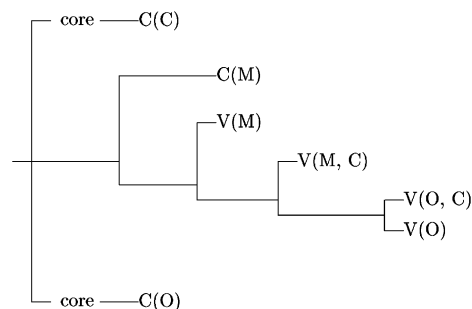 core C(C)
C(M)
V(M)
V(M, C)
V(O, C)
V(O)
core C(O)